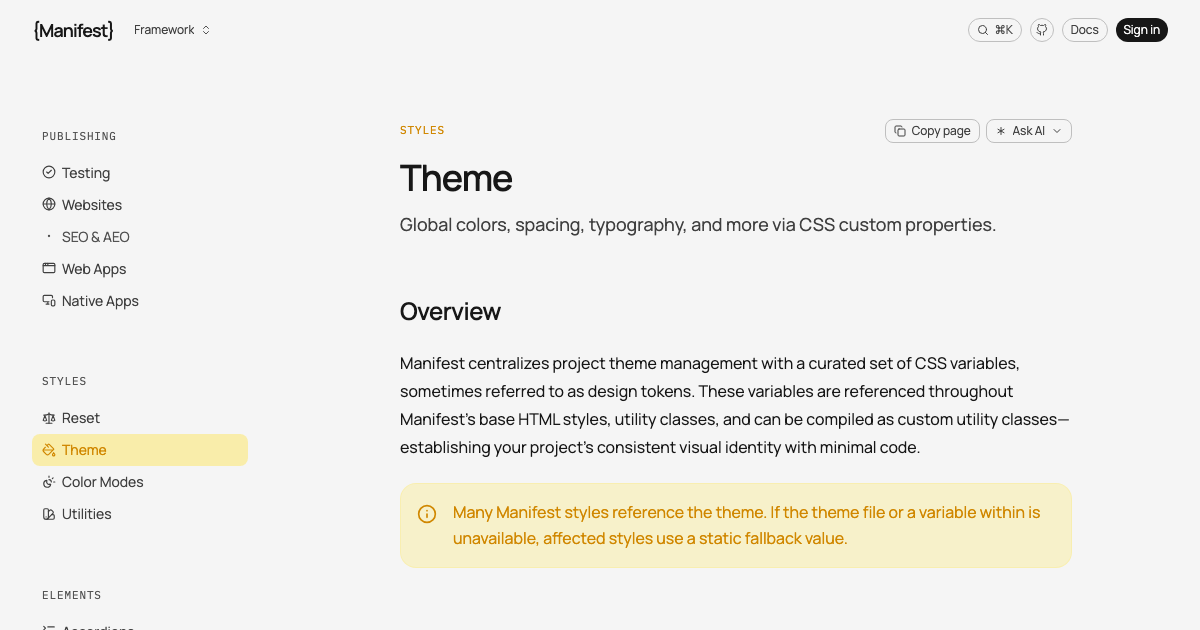 {Manifest}
Framework
⌘K
Docs
Sign in
PUBLISHING
Testing
Websites
SEO & AEO
Web Apps
Native Apps
STYLES
Reset
Theme
Color Modes
Utilities
ELEMENTS
Accordions
STYLES
Copy page
Ask AI
Theme
Global colors, spacing, typography, and more via CSS custom properties.
Overview
Manifest centralizes project theme management with a curated set of CSS variables,
sometimes referred to as design tokens. These variables are referenced throughout
Manifest's base HTML styles, utility classes, and can be compiled as custom utility classes—
establishing your project's consistent visual identity with minimal code.
Many Manifest styles reference the theme. If the theme file or a variable within is
unavailable, affected styles use a static fallback value.